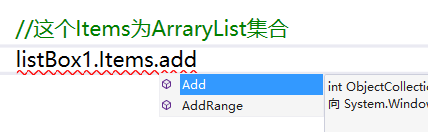 //这个Items为ArraryList集合
listBox1.Items.add
Add
AddRange
int ObjectCollectio
向 System.Window